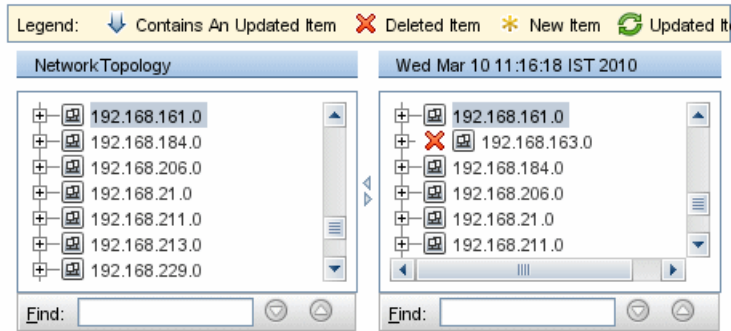 Legend: Contains An Updated Item Deleted Item New Item Updated It
NetworkTopology
192.168.161.0
192.168.184.0
192.168.206.0
192.168.21.0
192.168.211.0
192.168.213.0
192.168.229.0
Find:
Wed Mar 10 11:16:18 IST 2010
192.168.161.0
192.168.163.0
192.168.184.0
192.168.206.0
192.168.21.0
192.168.211.0
Find: